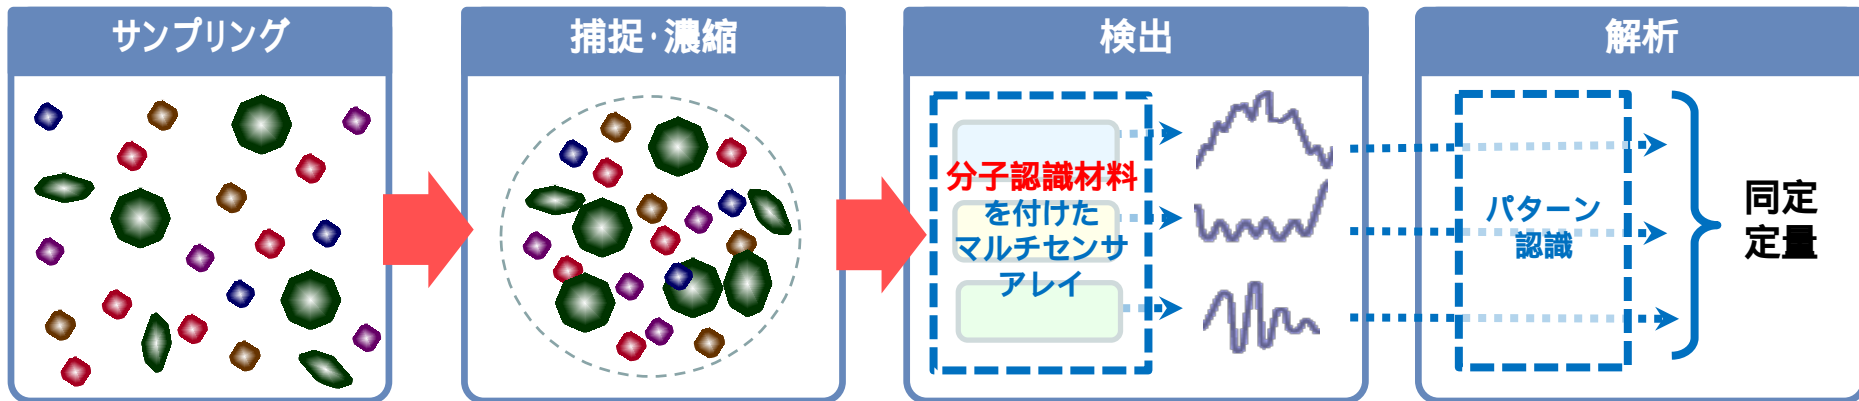 サンプリング
捕捉・濃縮
検出
解析
分子認識材料
を付けた
マルチセンサ
アレイ
パターン
認識
同定
定量